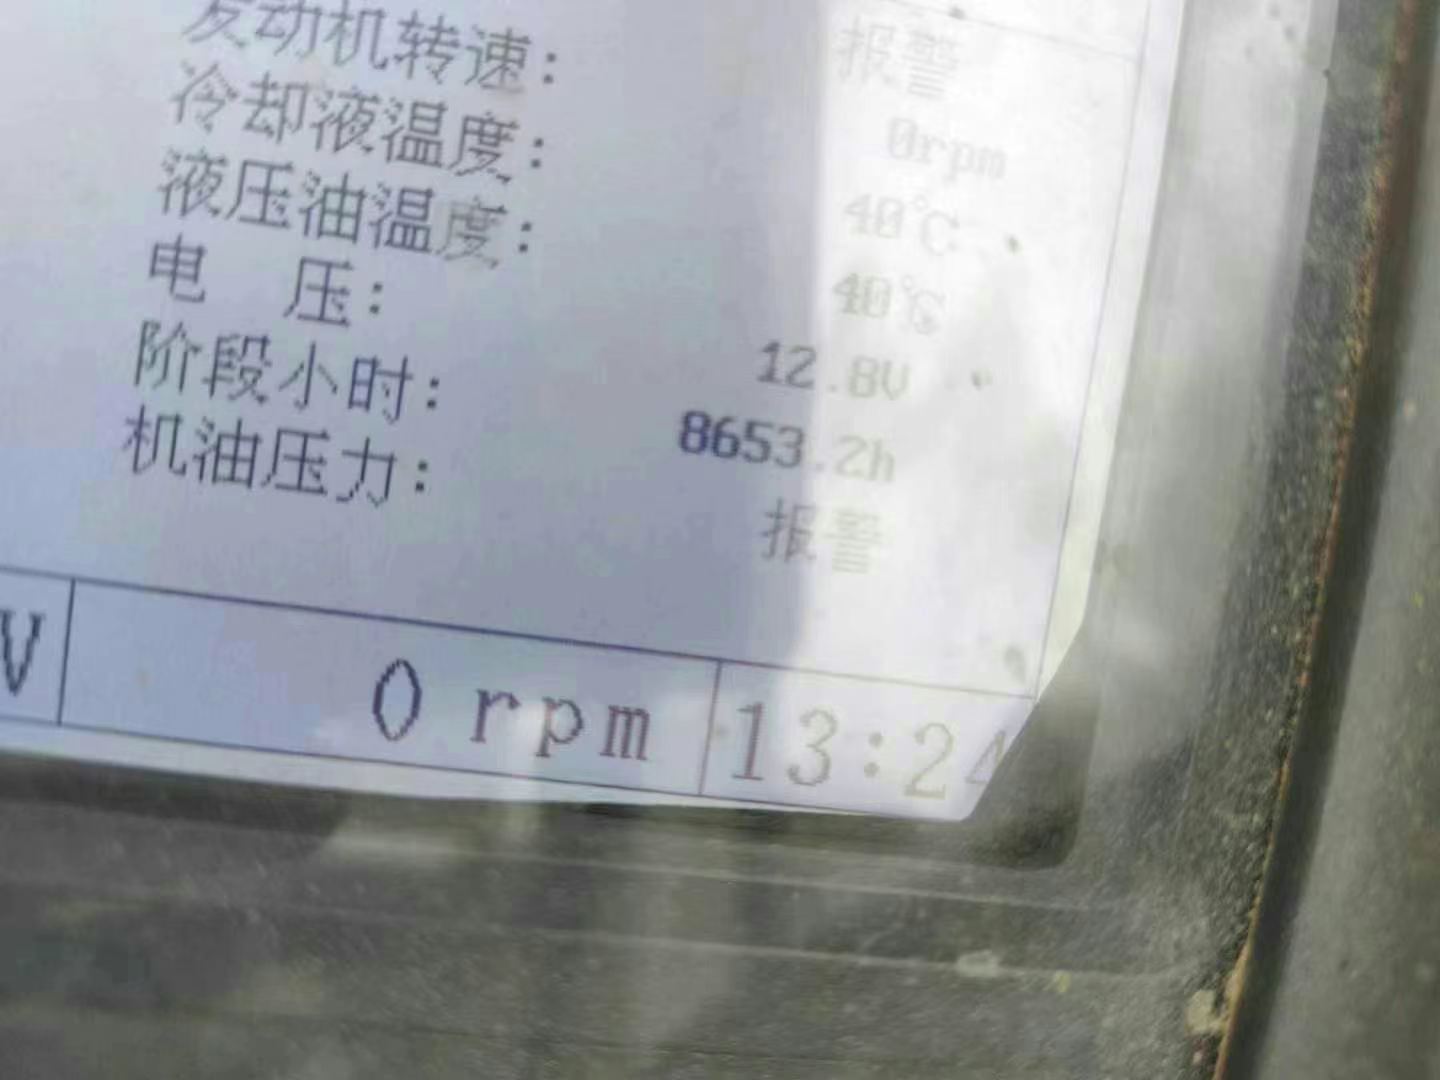 报警
发动机转速: 0rpm
冷却液温度: 40℃
液压油温度: 40℃
电 压: 12.8V
阶段小时: 8653.2h
机油压力: 报警
V 0 rpm 13:24